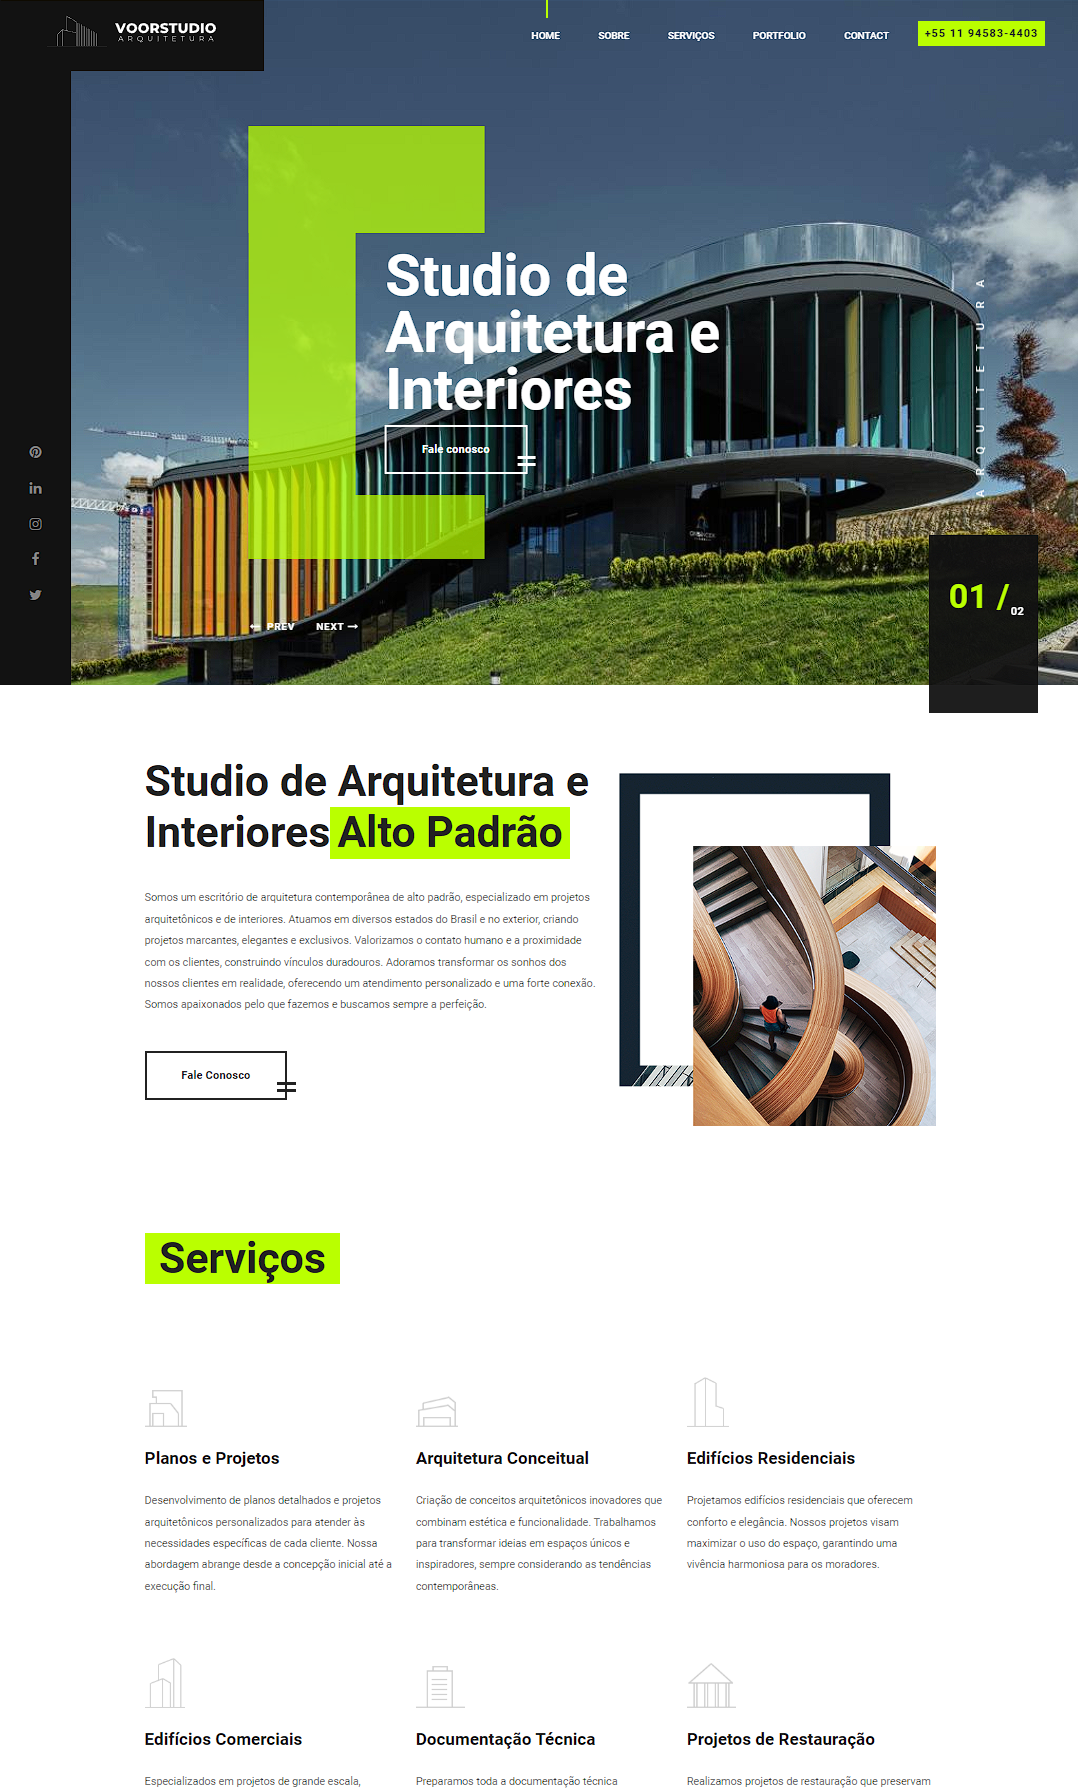 VOORSTUDIO
ARQUITETURA
HOME
SOBRE
SERVIÇOS
PORTFOLIO
CONTACT
+55 11 94583-4403
Studio de
Arquitetura e
Interiores
Fale conosco
ARQUITETURA
PREV
NEXT
01 /
02
Studio de Arquitetura e
Interiores Alto Padrão
Somos um escritório de arquitetura contemporânea de alto padrão, especializado em projetos
arquitetônicos e de interiores. Atuamos em diversos estados do Brasil e no exterior, criando
projetos marcantes, elegantes e exclusivos. Valorizamos o contato humano e a proximidade
com os clientes, construindo vínculos duradouros. Adoramos transformar os sonhos dos
nossos clientes em realidade, oferecendo um atendimento personalizado e uma forte conexão.
Somos apaixonados pelo que fazemos e buscamos sempre a perfeição.
Fale Conosco
Serviços
Planos e Projetos
Desenvolvimento de planos detalhados e projetos
arquitetônicos personalizados para atender às
necessidades específicas de cada cliente. Nossa
abordagem abrange desde a concepção inicial até a
execução final.
Arquitetura Conceitual
Criação de conceitos arquitetônicos inovadores que
combinam estética e funcionalidade. Trabalhamos
para transformar ideias em espaços únicos e
inspiradores, sempre considerando as tendências
contemporâneas.
Edifícios Residenciais
Projetamos edifícios residenciais que oferecem
conforto e elegância. Nossos projetos visam
maximizar o uso do espaço, garantindo uma
vivência harmoniosa para os moradores.
Edifícios Comerciais
Especializados em projetos de grande escala,
Documentação Técnica
Preparamos toda a documentação técnica
Projetos de Restauração
Realizamos projetos de restauração que preservam